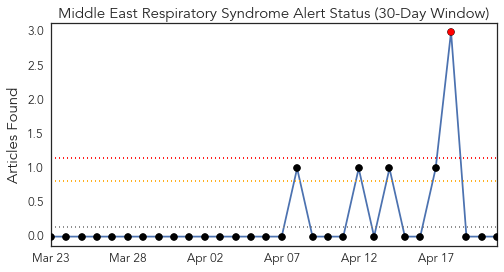 Middle East Respiratory Syndrome Alert Status (30-Day Window)
Articles Found
3.0
2.5
2.0
1.5
1.0
0.5
0.0
Mar 23 Mar 28 Apr 02 Apr 07 Apr 12 Apr 17